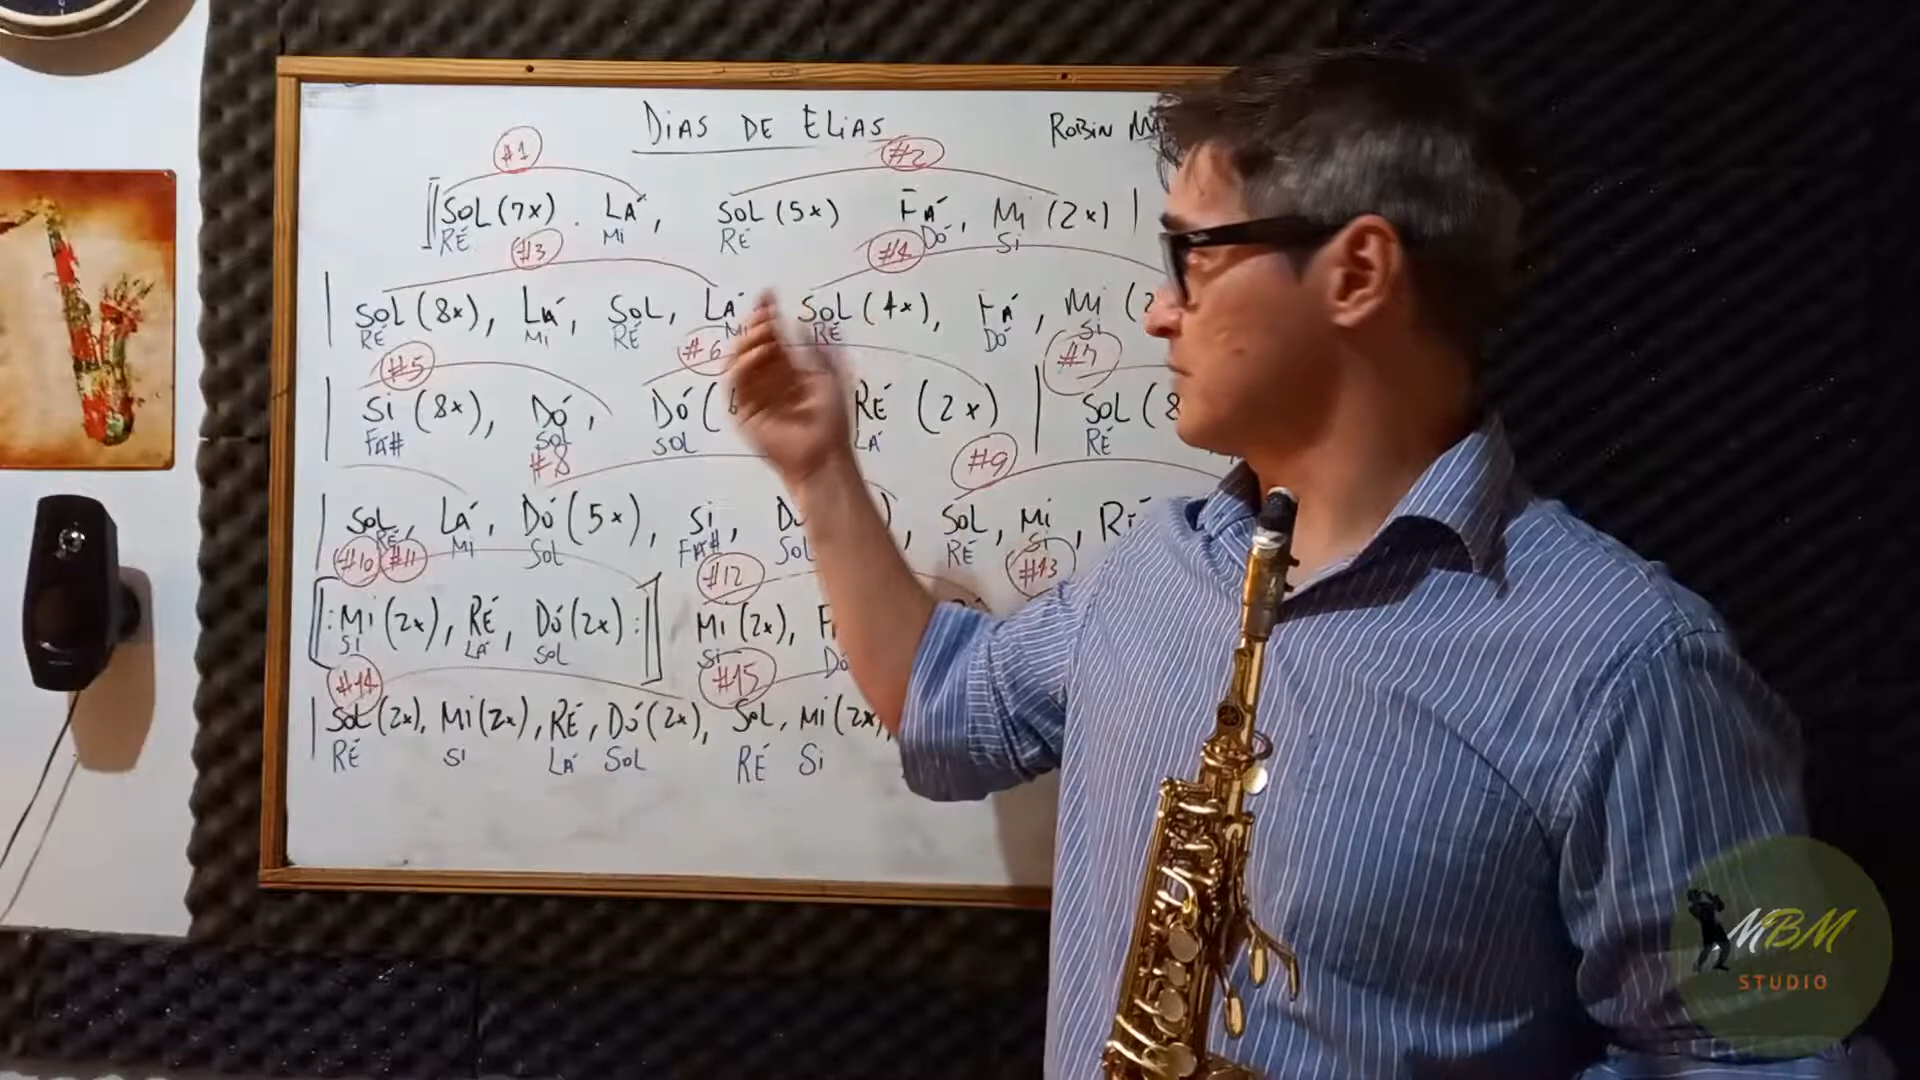 DIAS DE ELIAS
ROBIN
#1 #2
SOL (7x) . LÁ, SOL (5x) FÁ, Mi (2x)
RÉ Mi RÉ DÓ Si
#3 #4
SOL (8x), LÁ, SOL, LÁ SOL (4x), FÁ, Mi (2
RÉ Mi RÉ Mi RÉ DÓ Si
#5 #6 #7
Si (8x), DÓ, DÓ ( RÉ (2x) SOL (8
FÁ# SOL SOL LÁ RÉ
#8 #9
SOL, LÁ, DÓ (5x), Si, SOL, Mi,
RÉ Mi SOL FÁ# SOL RÉ Si
#10 #11 #12 #13
: Mi (2x), RÉ, DÓ (2x) : Mi (2x),
Si LÁ SOL Si DÓ
#14 #15
SOL (2x), Mi (2x), RÉ, DÓ (2x), SOL, Mi (2x,
RÉ Si LÁ SOL RÉ Si
MBM
STUDIO